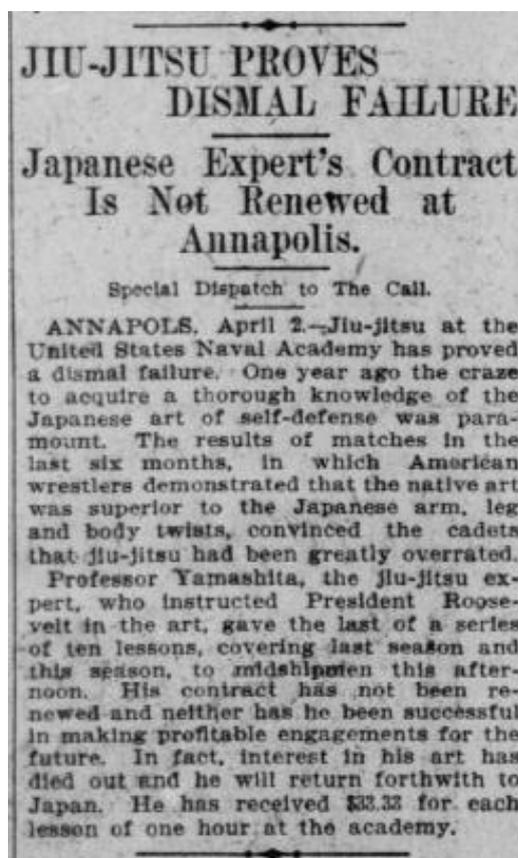 JIU-JITSU PROVES
DISMAL FAILURE
Japanese Expert's Contract
Is Not Renewed at
Annapolis.
Special Dispatch to The Call.
ANNAPOLS, April 2.—Jiu-jitsu at the
United States Naval Academy has proved
a dismal failure. One year ago the craze
to acquire a thorough knowledge of the
Japanese art of self-defense was para-
mount. The results of matches in the
last six months, in which American
wrestlers demonstrated that the native art
was superior to the Japanese arm, leg
and body twists, convinced the cadets
that jiu-jitsu had been greatly overrated.
Professor Yamashita, the jiu-jitsu ex-
pert, who instructed President Roose-
velt in the art, gave the last of a series
of ten lessons, covering last season and
this season, to midshipmen this after-
noon. His contract has not been re-
newed and neither has he been successful
in making profitable engagements for the
future. In fact, interest in his art has
died out and he will return forthwith to
Japan. He has received $33.33 for each
lesson of one hour at the academy.